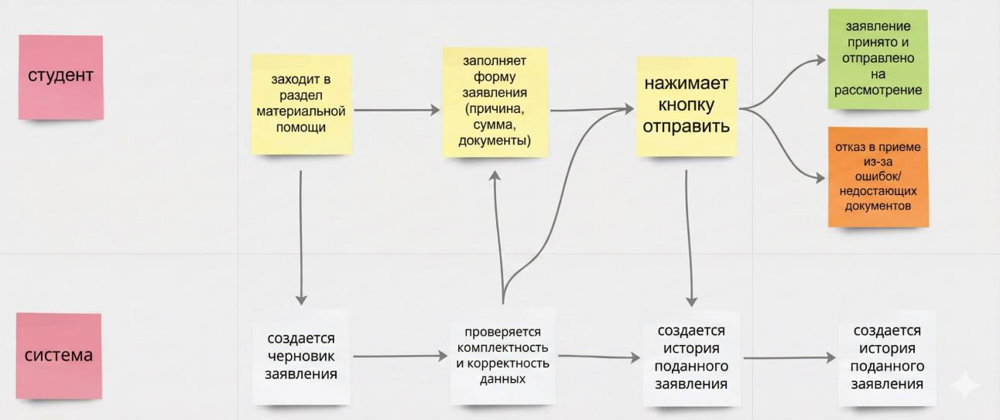 студент
заходит в
раздел
материальной
помощи
заполняет
форму
заявления
(причина,
сумма,
документы)
нажимает
кнопку
отправить
заявление
принято и
отправлено
на
рассмотрение
отказ в приеме
из-за
ошибок/
недостающих
документов
система
создается
черновик
заявления
проверяется
комплектность
и корректность
данных
создается
история
поданного
заявления
создается
история
поданного
заявления